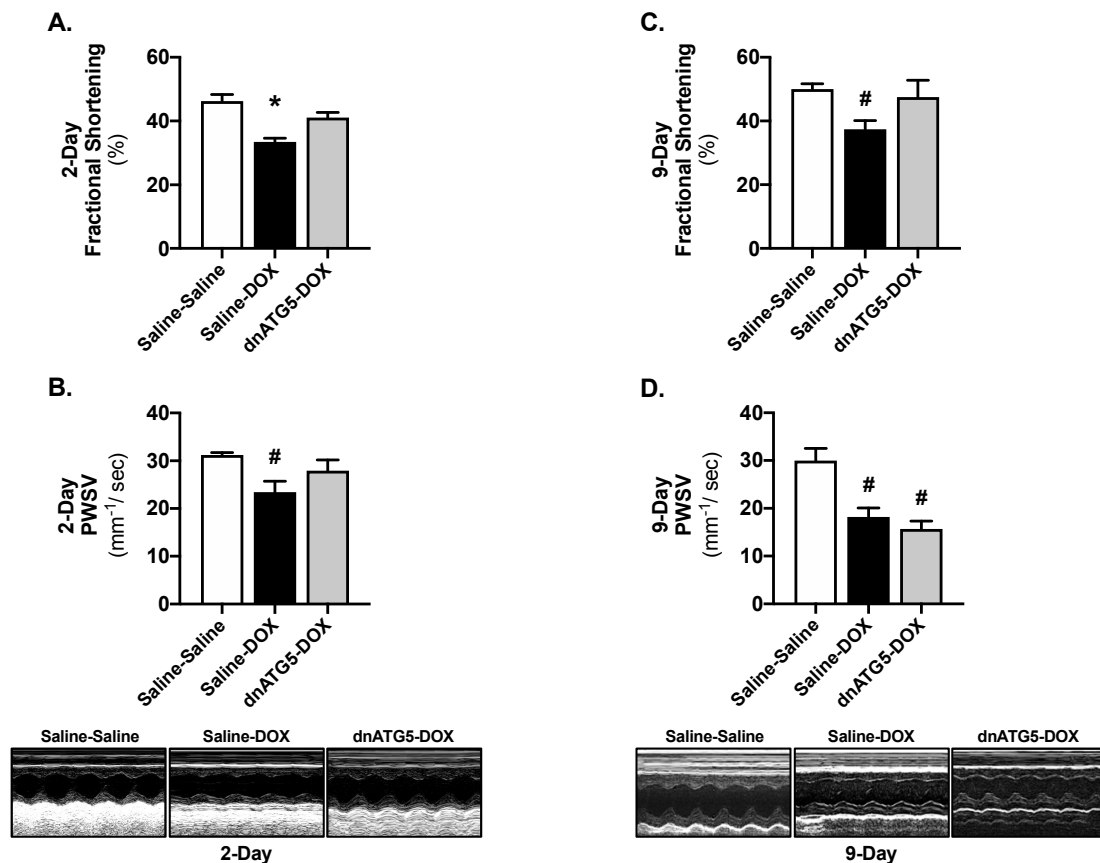 A.
2-Day
Fractional Shortening
(%)
60
40
20
0
*
Saline-Saline
Saline-DOX
dnATG5-DOX
C.
9-Day
Fractional Shortening
(%)
60
40
20
0
#
Saline-Saline
Saline-DOX
dnATG5-DOX
B.
2-Day
PWSV
(mm⁻¹/ sec)
40
30
20
10
0
#
Saline-Saline
Saline-DOX
dnATG5-DOX
D.
9-Day
PWSV
(mm⁻¹/ sec)
40
30
20
10
0
# #
Saline-Saline
Saline-DOX
dnATG5-DOX
Saline-Saline Saline-DOX dnATG5-DOX
2-Day
Saline-Saline Saline-DOX dnATG5-DOX
9-Day